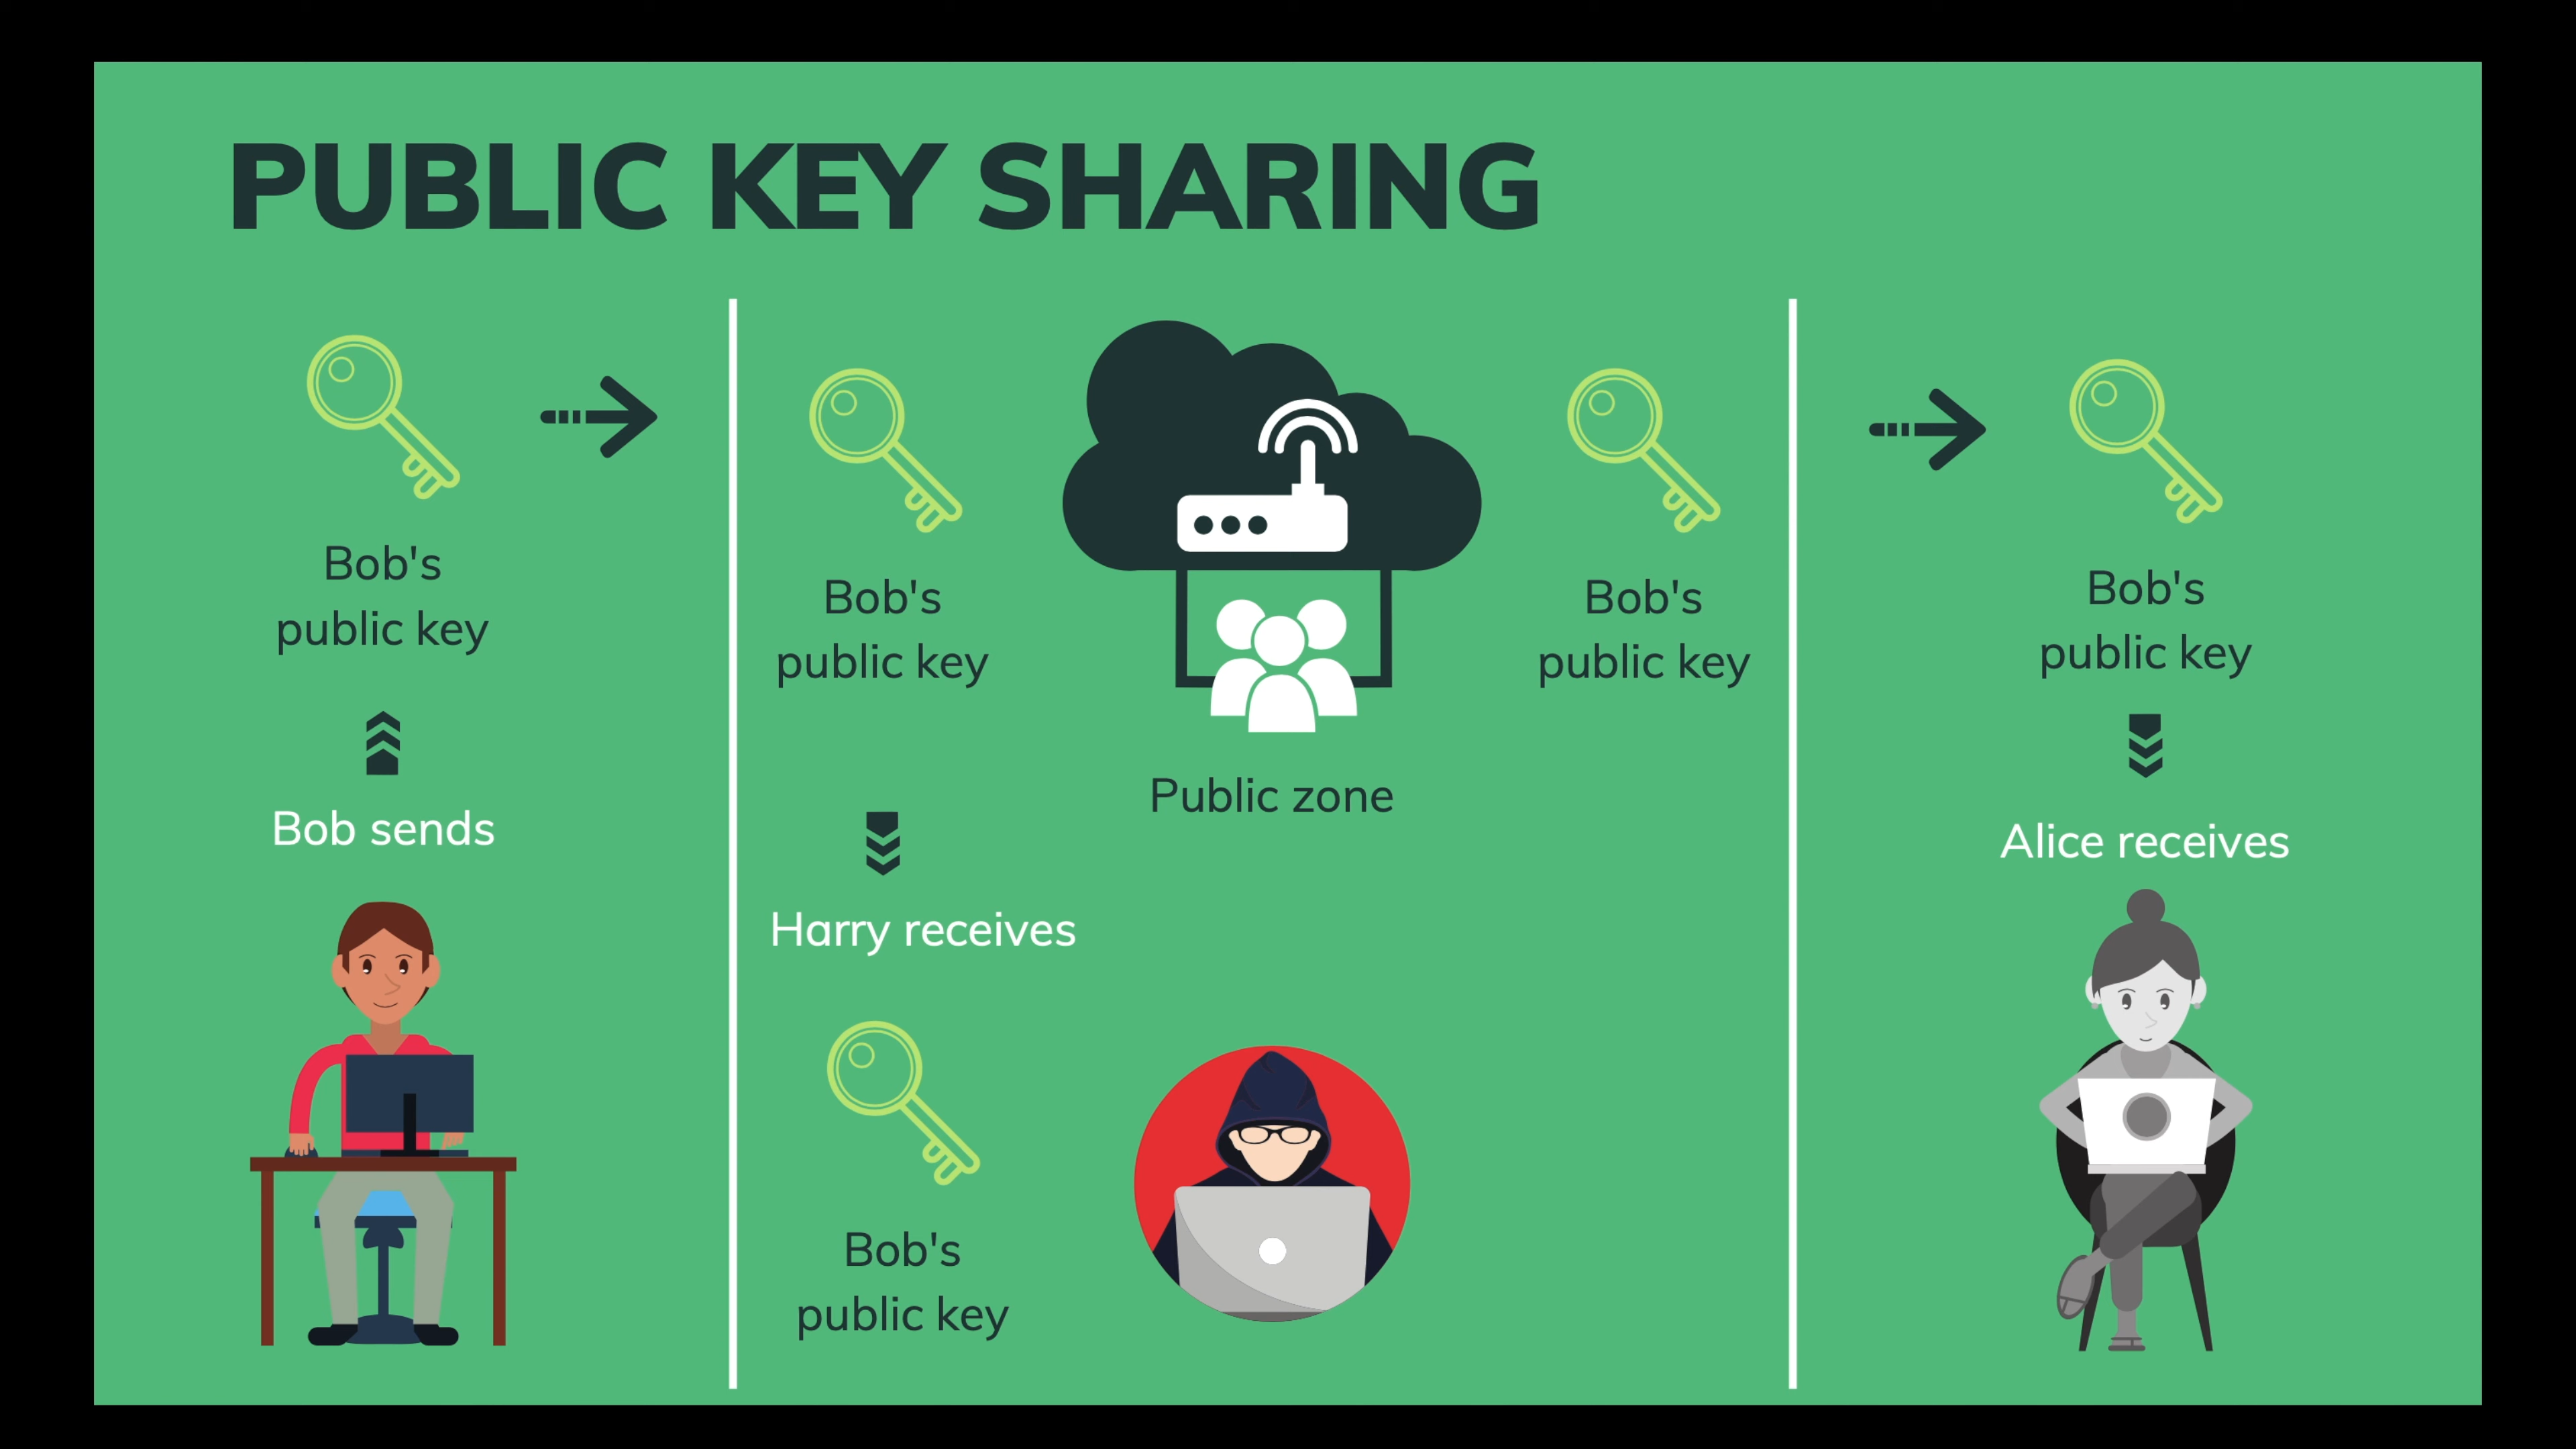 PUBLIC KEY SHARING
Bob's
public key
Bob sends
Bob's
public key
Harry receives
Bob's
public key
Public zone
Bob's
public key
Bob's
public key
Alice receives